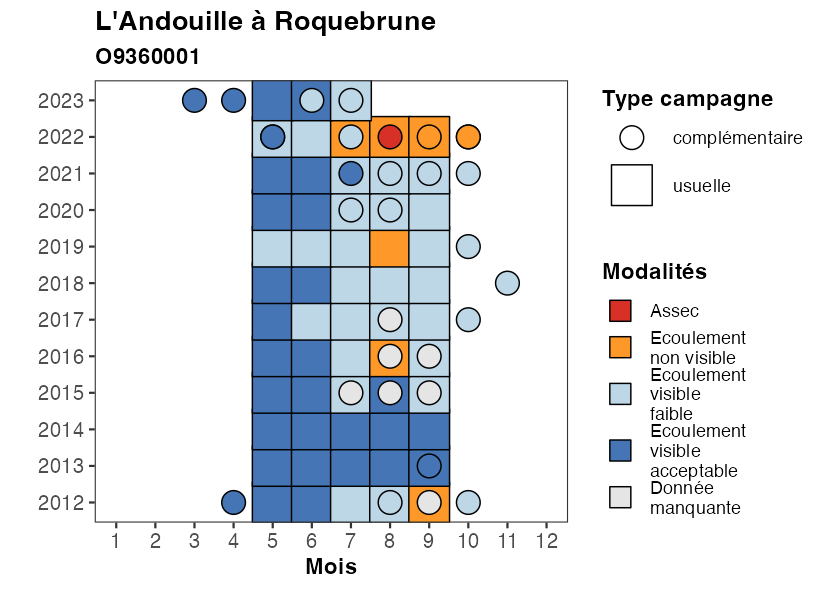 L'Andouille à Roquebrune
O9360001
2023
2022
2021
2020
2019
2018
2017
2016
2015
2014
2013
2012
1 2 3 4 5 6 7 8 9 10 11 12
Mois
Type campagne
complémentaire
usuelle
Modalités
Assec
Ecoulement
non visible
Ecoulement
visible
faible
Ecoulement
visible
acceptable
Donnée
manquante